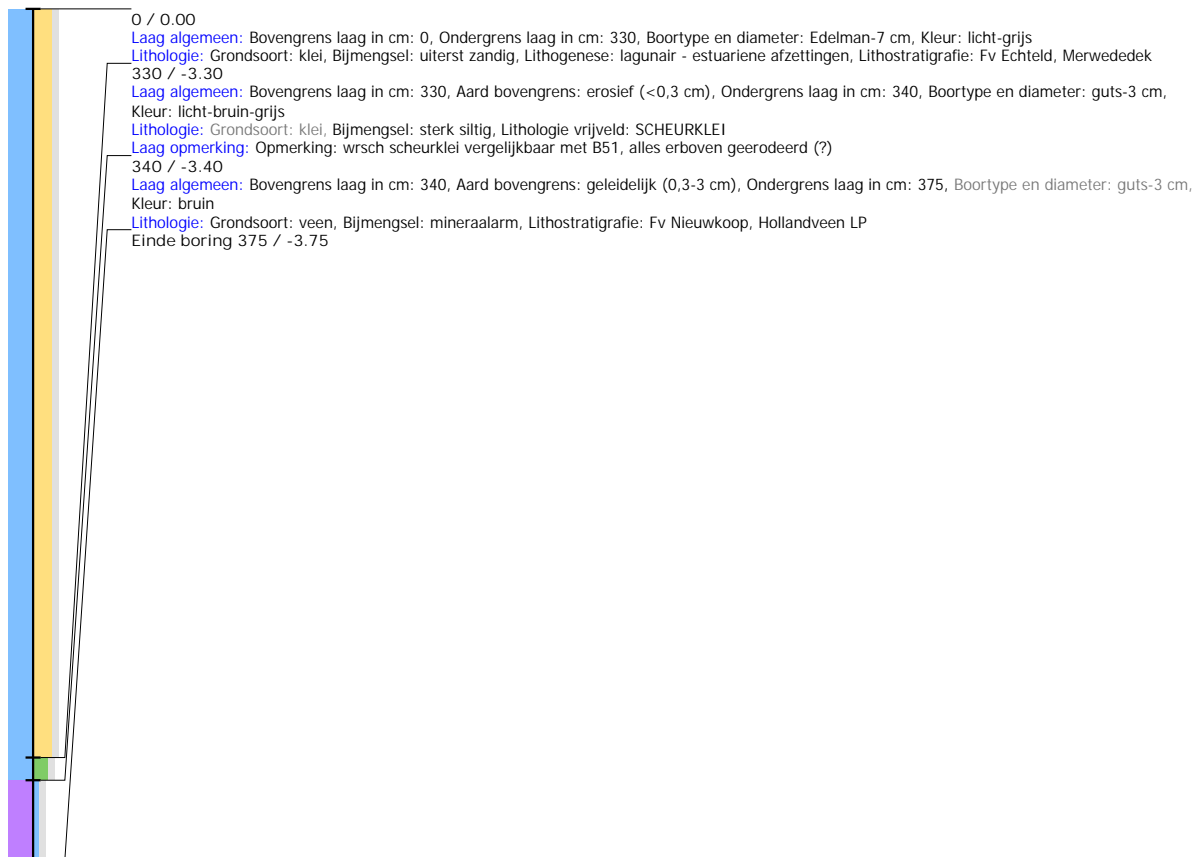 0 / 0.00
Laag algemeen: Bovengrens laag in cm: 0, Ondergrens laag in cm: 330, Boortype en diameter: Edelman-7 cm, Kleur: licht-grijs
Lithologie: Grondsoort: klei, Bijmengsel: uiterst zandig, Lithogenese: lagunair - estuariene afzettingen, Lithostratigrafie: Fv Echteld, Merwededek
330 / -3.30
Laag algemeen: Bovengrens laag in cm: 330, Aard bovengrens: erosief (<0,3 cm), Ondergrens laag in cm: 340, Boortype en diameter: guts-3 cm,
Kleur: licht-bruin-grijs
Lithologie: Grondsoort: klei, Bijmengsel: sterk siltig, Lithologie vrijveld: SCHEURKLEI
Laag opmerking: Opmerking: wrsch scheurklei vergelijkbaar met B51, alles erboven geerodeerd (?)
340 / -3.40
Laag algemeen: Bovengrens laag in cm: 340, Aard bovengrens: geleidelijk (0,3-3 cm), Ondergrens laag in cm: 375, Boortype en diameter: guts-3 cm,
Kleur: bruin
Lithologie: Grondsoort: veen, Bijmengsel: mineraalarm, Lithostratigrafie: Fv Nieuwkoop, Hollandveen LP
Einde boring 375 / -3.75